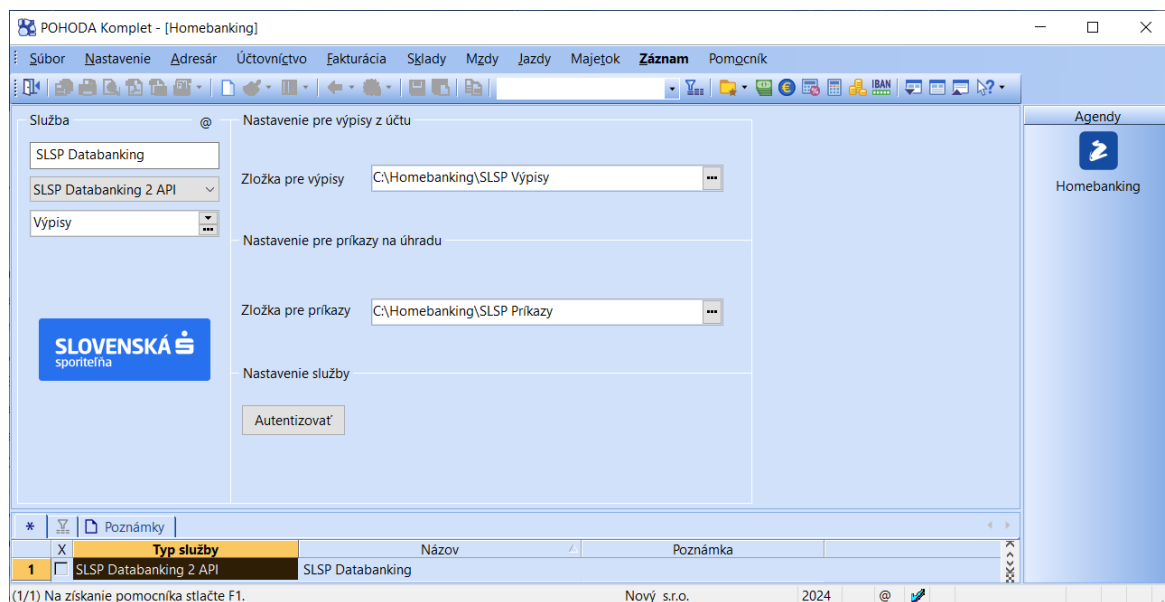 POHODA Komplet - [Homebanking]
Súbor Nastavenie Adresár Účtovníctvo Fakturácia Sklady Mzdy Jazdy Majetok Záznam Pomocník
IBAN
Služba @ Nastavenie pre výpisy z účtu
Agendy
SLSP Databanking
Zložka pre výpisy C:\Homebanking\SLSP Výpisy
SLSP Databanking 2 API
Homebanking
Výpisy
Nastavenie pre príkazy na úhradu
Zložka pre príkazy C:\Homebanking\SLSP Príkazy
SLOVENSKÁ
sporiteľňa
Nastavenie služby
Autentizovať
* Poznámky
X Typ služby Názov Poznámka
1 SLSP Databanking 2 API SLSP Databanking
(1/1) Na získanie pomocníka stlačte F1. Nový s.r.o. 2024 @